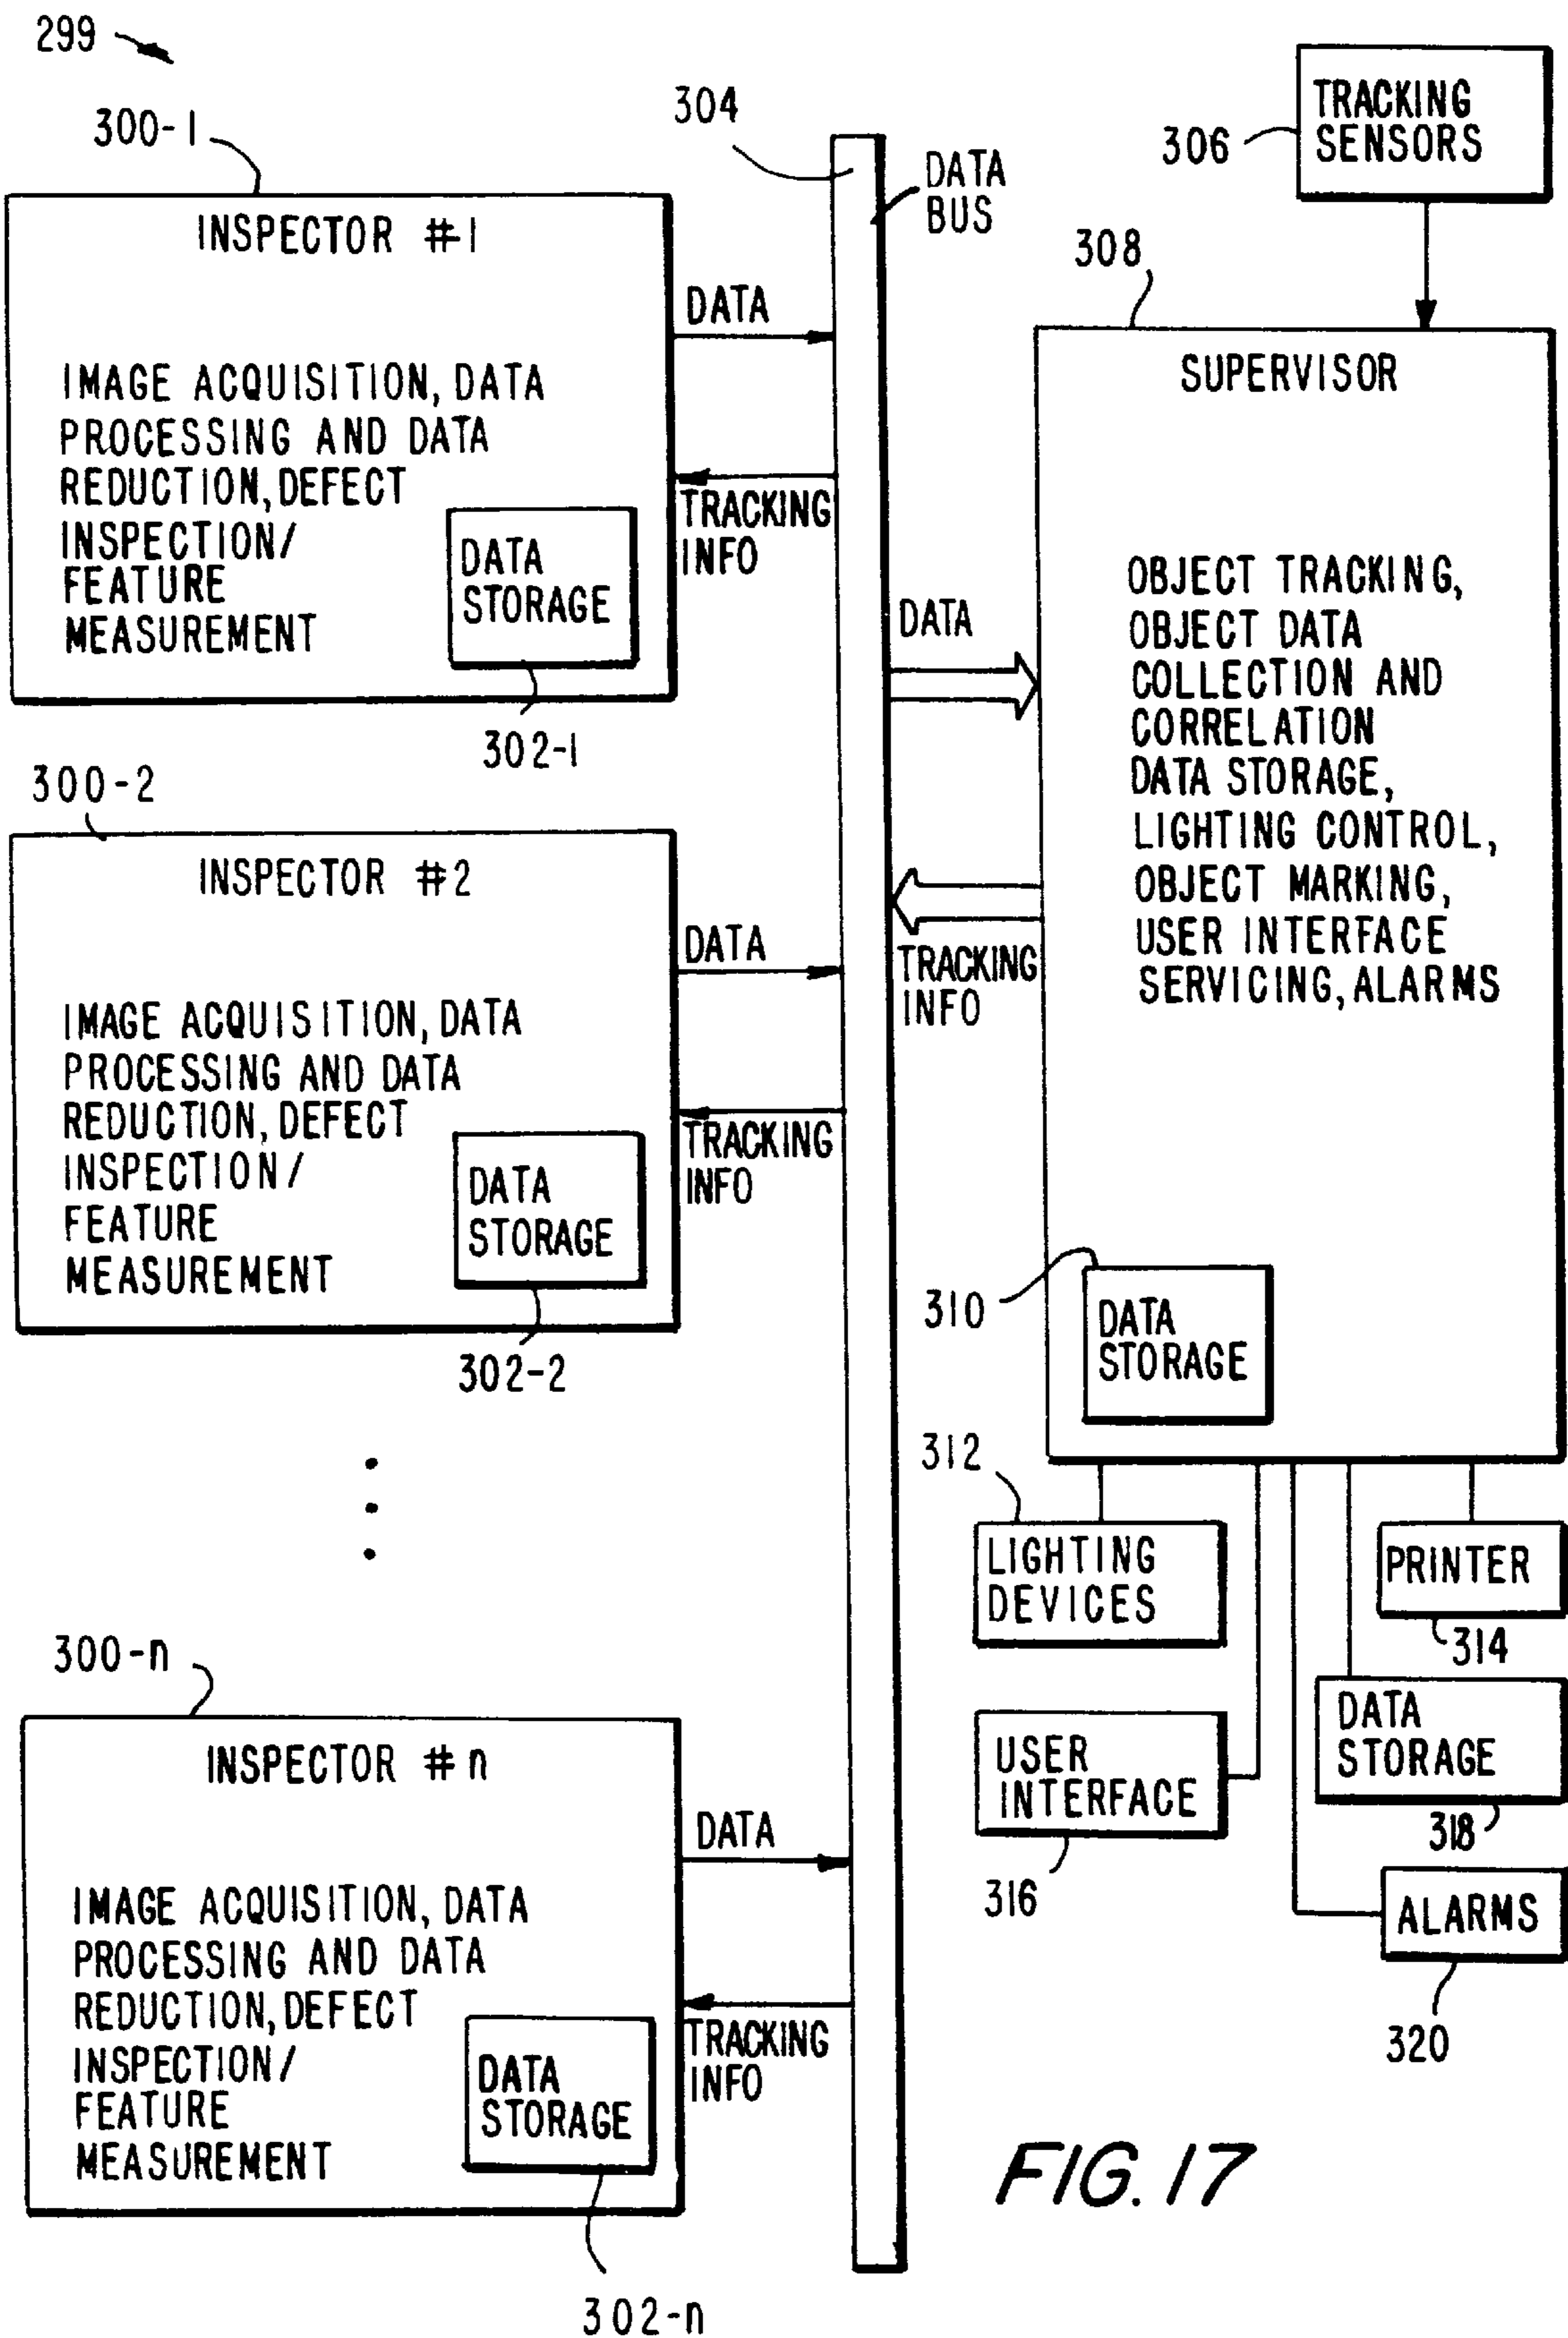 299
300-1
INSPECTOR #1
IMAGE ACQUISITION, DATA
PROCESSING AND DATA
REDUCTION, DEFECT
INSPECTION/
FEATURE
MEASUREMENT
DATA
STORAGE
302-1
DATA
TRACKING
INFO
300-2
INSPECTOR #2
IMAGE ACQUISITION, DATA
PROCESSING AND DATA
REDUCTION, DEFECT
INSPECTION/
FEATURE
MEASUREMENT
DATA
STORAGE
302-2
DATA
TRACKING
INFO
300-n
INSPECTOR #n
IMAGE ACQUISITION, DATA
PROCESSING AND DATA
REDUCTION, DEFECT
INSPECTION/
FEATURE
MEASUREMENT
DATA
STORAGE
302-n
DATA
TRACKING
INFO
304
DATA
BUS
DATA
TRACKING
INFO
306
TRACKING
SENSORS
308
SUPERVISOR
OBJECT TRACKING,
OBJECT DATA
COLLECTION AND
CORRELATION
DATA STORAGE,
LIGHTING CONTROL,
OBJECT MARKING,
USER INTERFACE
SERVICING, ALARMS
310
DATA
STORAGE
312
LIGHTING
DEVICES
PRINTER
314
USER
INTERFACE
316
DATA
STORAGE
318
ALARMS
320
FIG. 17